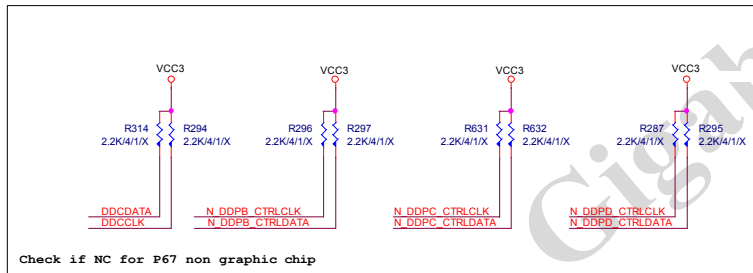 VCC3 VCC3 VCC3 VCC3
R314 R294 R296 R297 R631 R632 R287 R295
2.2K/4/1/X 2.2K/4/1/X 2.2K/4/1/X 2.2K/4/1/X 2.2K/4/1/X 2.2K/4/1/X 2.2K/4/1/X 2.2K/4/1/X
DDCDATA N_DDPB_CTRLCLK N_DDPC_CTRLCLK N_DDPD_CTRLCLK
DDCCLK N_DDPB_CTRLDATA N_DDPC_CTRLDATA N_DDPD_CTRLDATA
Check if NC for P67 non graphic chip
Gigab